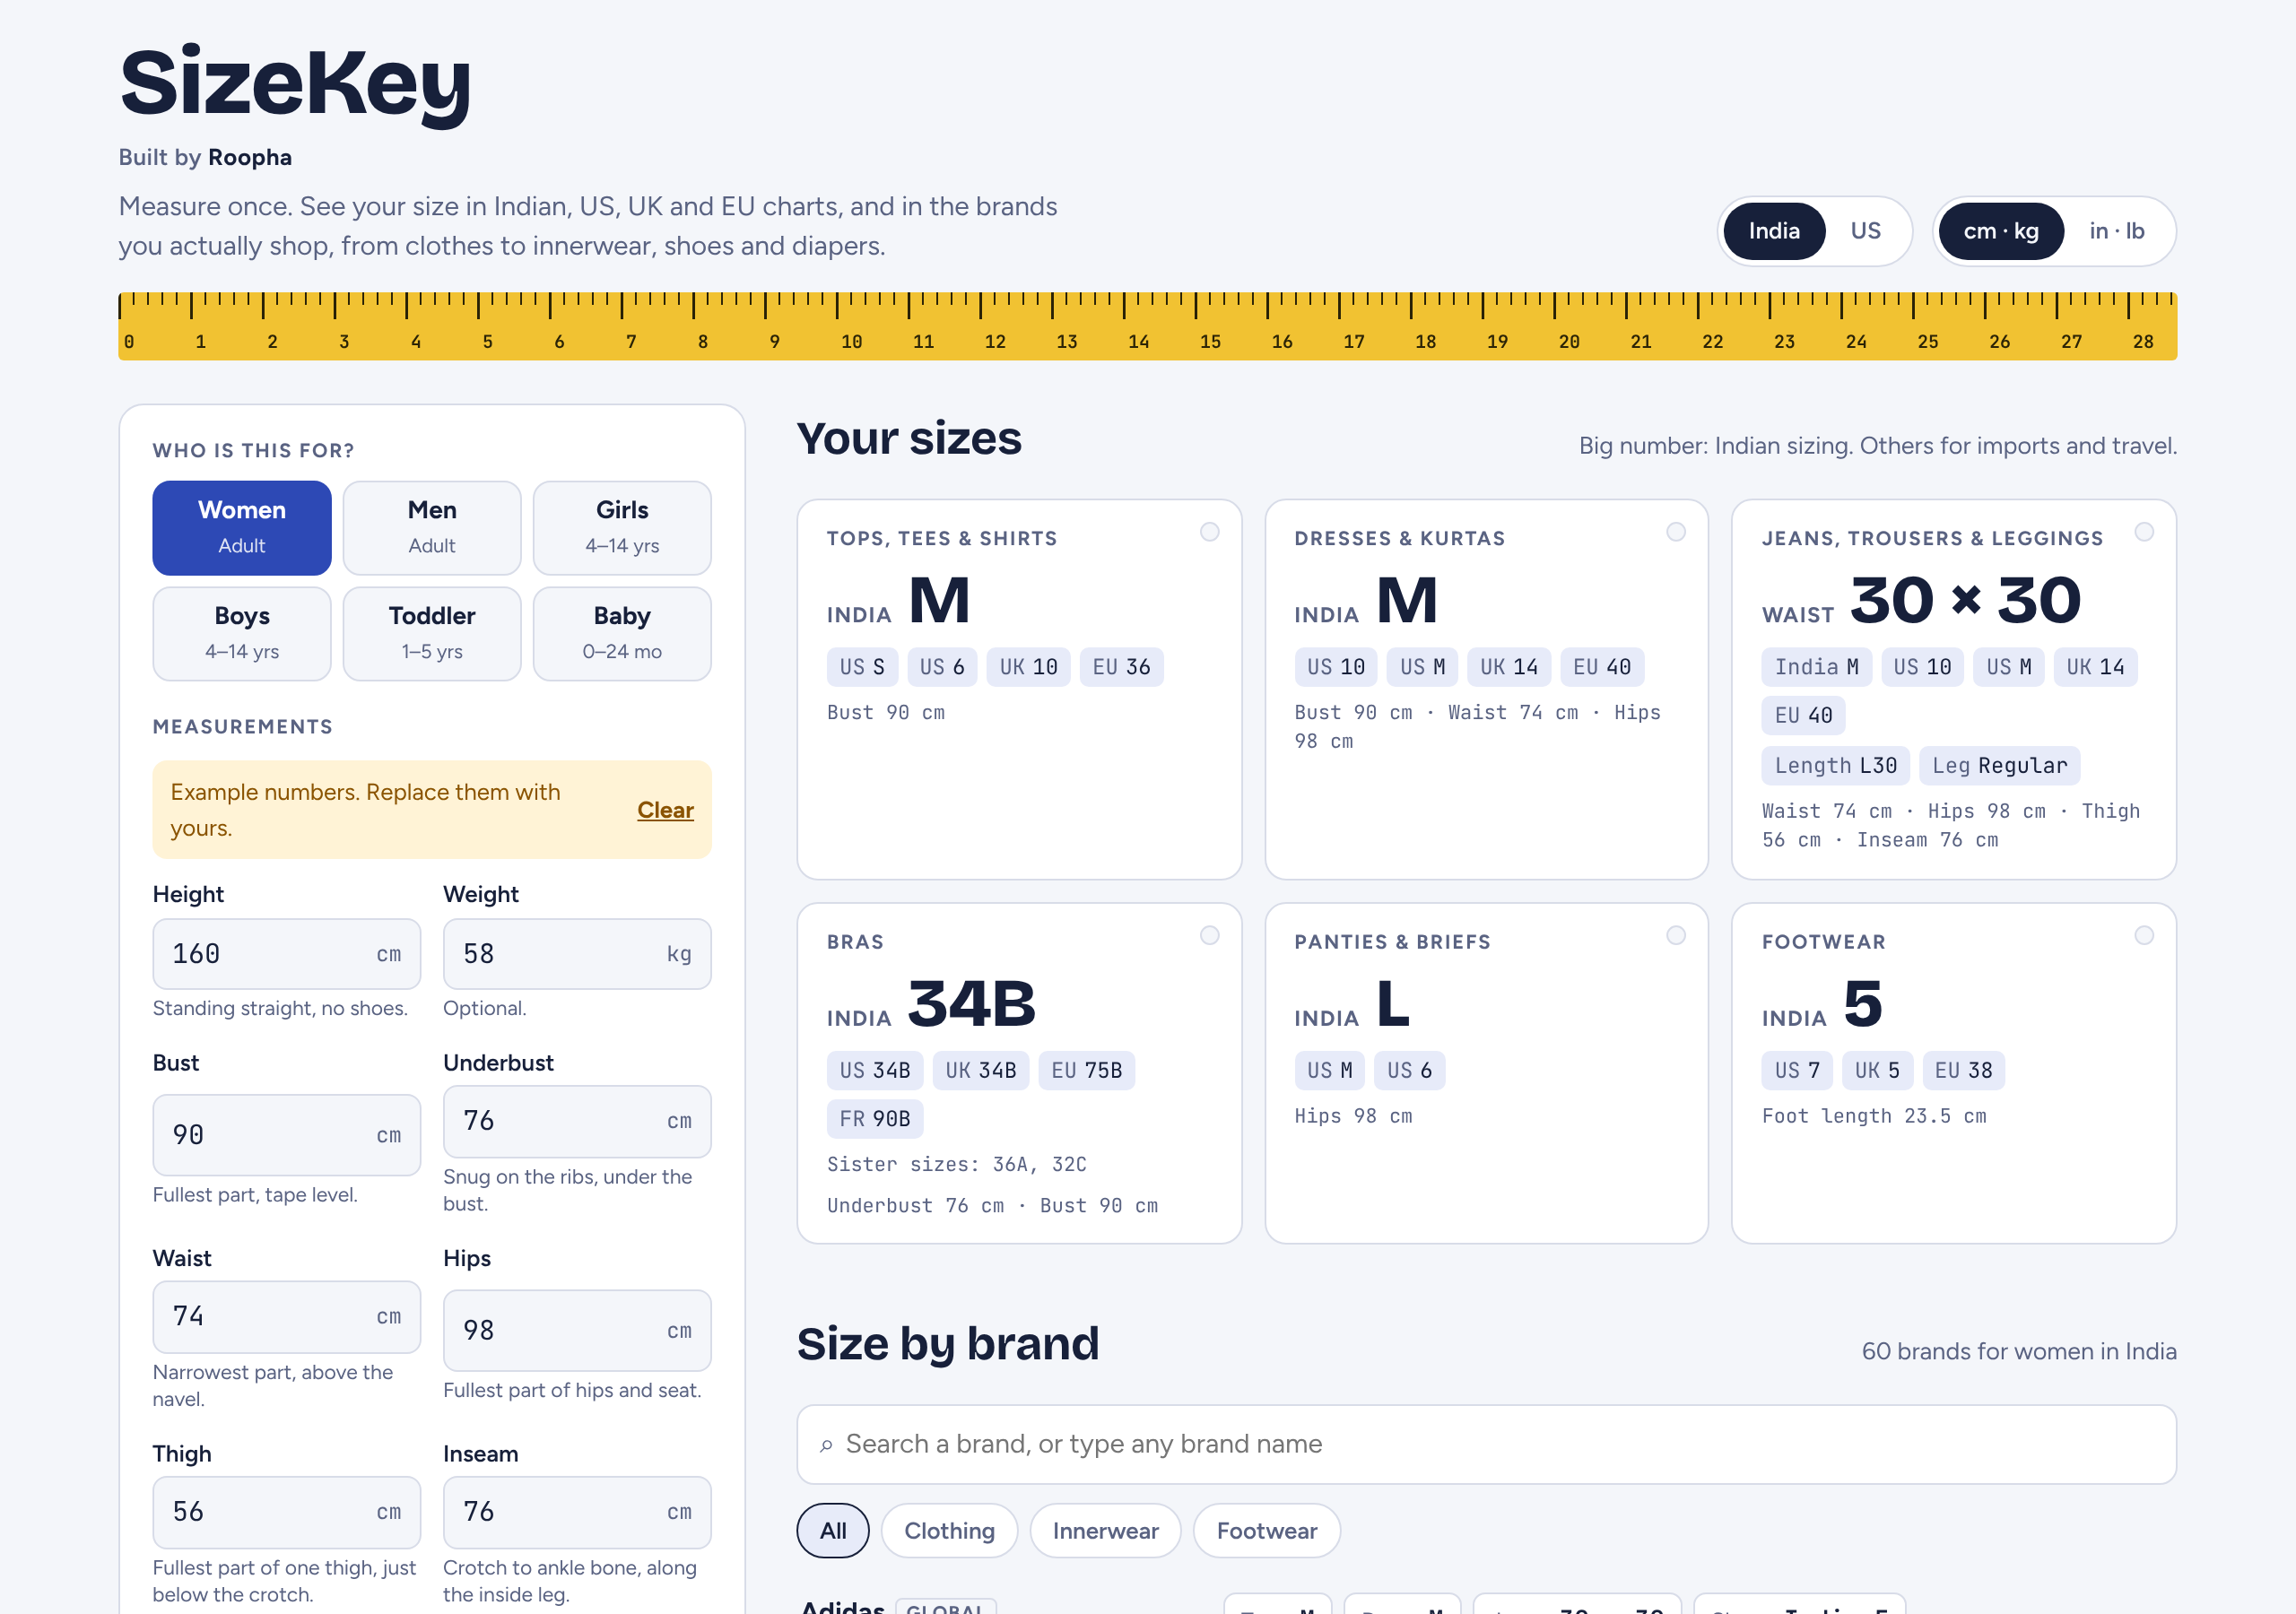 SizeKey
Built by Roopha
Measure once. See your size in Indian, US, UK and EU charts, and in the brands
you actually shop, from clothes to innerwear, shoes and diapers.
India US cm · kg in · lb
0 1 2 3 4 5 6 7 8 9 10 11 12 13 14 15 16 17 18 19 20 21 22 23 24 25 26 27 28
WHO IS THIS FOR?
Women
Adult
Men
Adult
Girls
4–14 yrs
Boys
4–14 yrs
Toddler
1–5 yrs
Baby
0–24 mo
MEASUREMENTS
Example numbers. Replace them with
yours.
Clear
Height
160 cm
Standing straight, no shoes.
Weight
58 kg
Optional.
Bust
90 cm
Fullest part, tape level.
Underbust
76 cm
Snug on the ribs, under the
bust.
Waist
74 cm
Narrowest part, above the
navel.
Hips
98 cm
Fullest part of hips and seat.
Thigh
56 cm
Fullest part of one thigh, just
below the crotch.
Inseam
76 cm
Crotch to ankle bone, along
the inside leg.
Your sizes
Big number: Indian sizing. Others for imports and travel.
TOPS, TEES & SHIRTS
INDIA M
US S US 6 UK 10 EU 36
Bust 90 cm
DRESSES & KURTAS
INDIA M
US 10 US M UK 14 EU 40
Bust 90 cm · Waist 74 cm · Hips
98 cm
JEANS, TROUSERS & LEGGINGS
WAIST 30 × 30
India M US 10 US M UK 14
EU 40
Length L30 Leg Regular
Waist 74 cm · Hips 98 cm · Thigh
56 cm · Inseam 76 cm
BRAS
INDIA 34B
US 34B UK 34B EU 75B
FR 90B
Sister sizes: 36A, 32C
Underbust 76 cm · Bust 90 cm
PANTIES & BRIEFS
INDIA L
US M US 6
Hips 98 cm
FOOTWEAR
INDIA 5
US 7 UK 5 EU 38
Foot length 23.5 cm
Size by brand
60 brands for women in India
Search a brand, or type any brand name
All Clothing Innerwear Footwear
Adidas GLOBAL